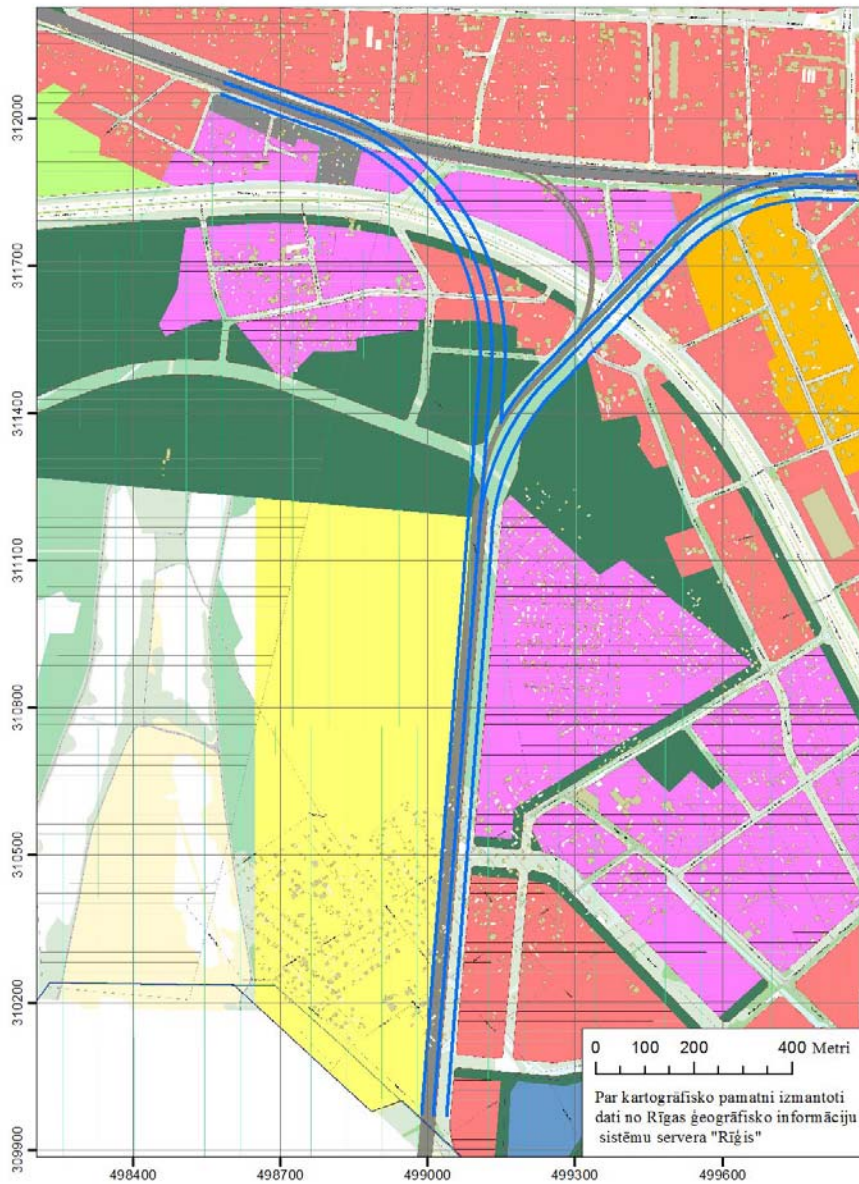 312000
311700
311400
311100
310800
310500
310200
309900
0 100 200 400 Metri
Par kartogrāfisko pamatni izmantoti
dati no Rīgas ģeogrāfisko informāciju
sistēmu servera "Rīģis"
498400 498700 499000 499300 499600